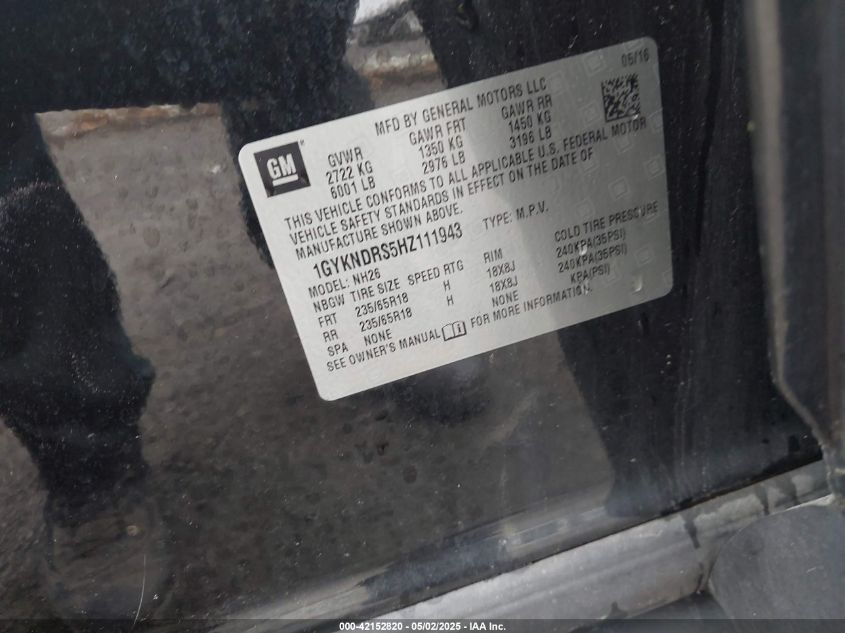 05/16
MFD BY GENERAL MOTORS LLC
GM
GVWR GAWR FRT GAWR RR
2722 KG 1350 KG 1450 KG
6001 LB 2976 LB 3196 LB
THIS VEHICLE CONFORMS TO ALL APPLICABLE U.S. FEDERAL MOTOR
VEHICLE SAFETY STANDARDS IN EFFECT ON THE DATE OF
MANUFACTURE SHOWN ABOVE.
1GYKNDRS5HZ111943 TYPE: M.P.V.
MODEL: NH26
NBGW TIRE SIZE SPEED RTG RIM COLD TIRE PRESSURE
FRT 235/65R18 H 18X8J 240KPA(35PSI)
RR 235/65R18 H 18X8J 240KPA(35PSI)
SPA NONE NONE KPA(PSI)
SEE OWNER'S MANUAL FOR MORE INFORMATION.
000-42152820 - 05/02/2025 - IAA Inc.